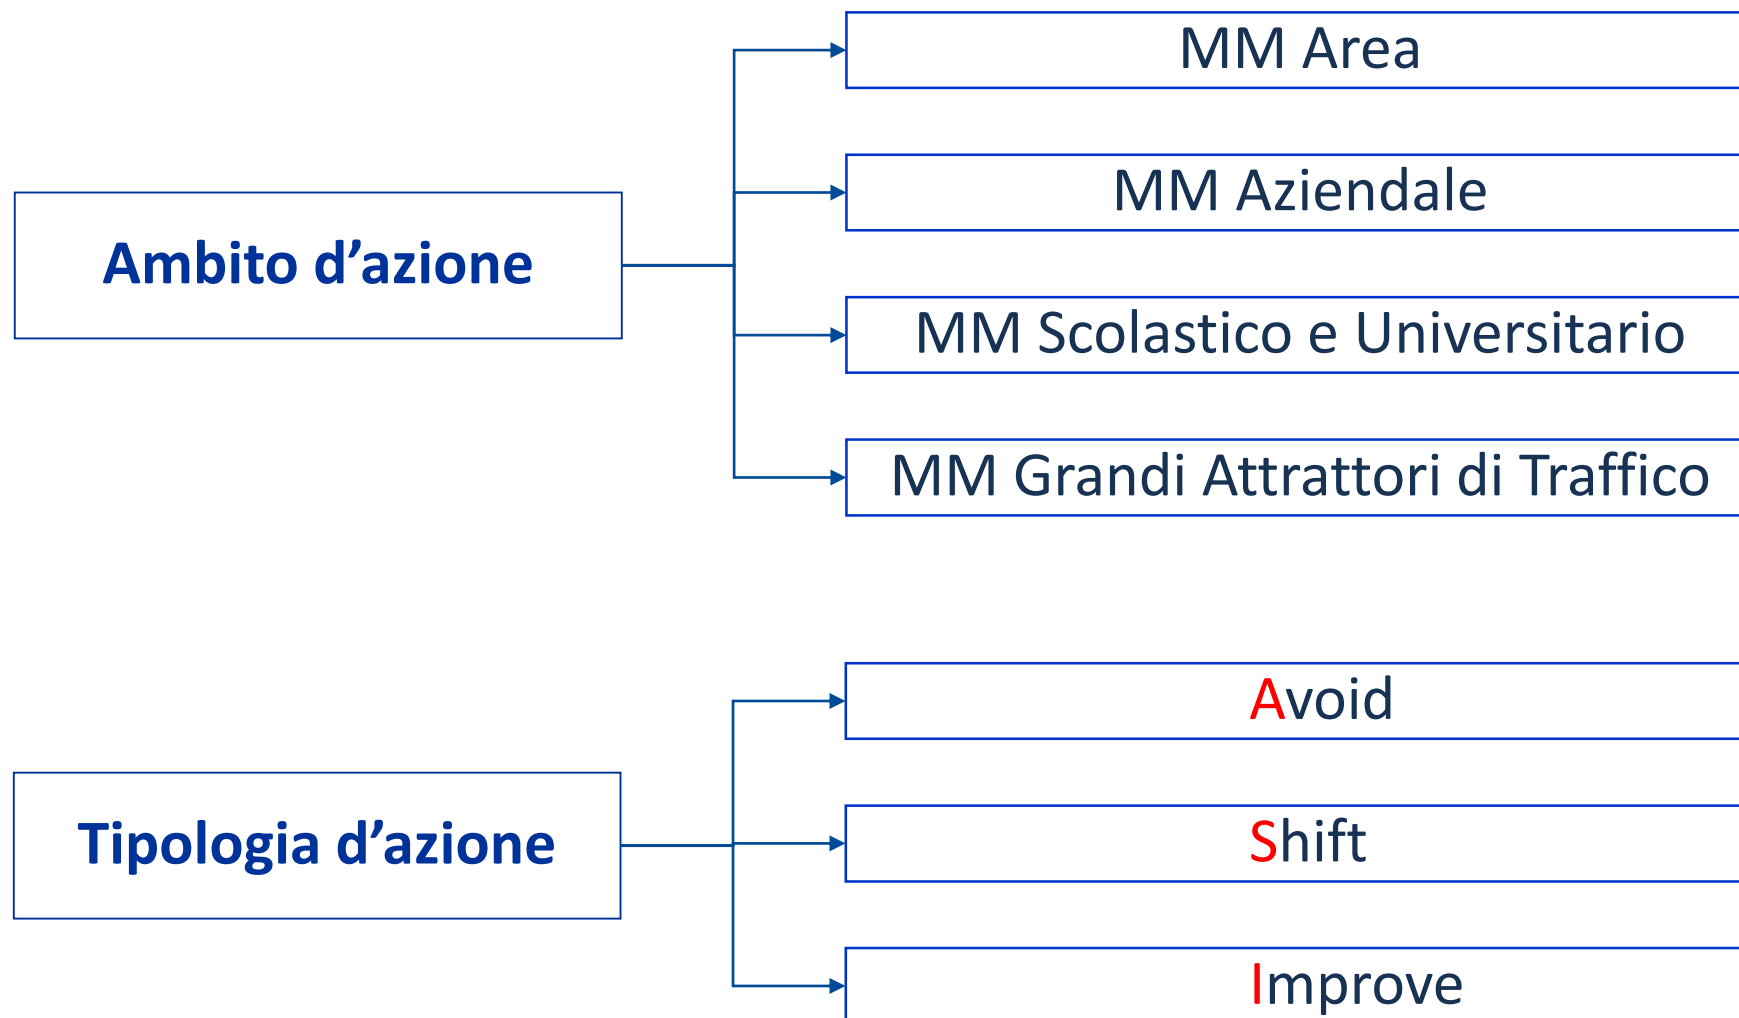 Ambito d’azione
MM Area
MM Aziendale
MM Scolastico e Universitario
MM Grandi Attrattori di Traffico
Tipologia d’azione
Avoid
Shift
Improve